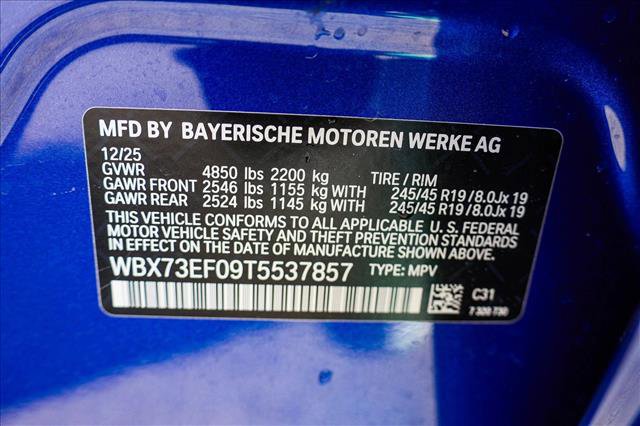 MFD BY BAYERISCHE MOTOREN WERKE AG
12/25
GVWR 4850 lbs 2200 kg TIRE / RIM
GAWR FRONT 2546 lbs 1155 kg WITH 245/45 R19/8.0Jx19
GAWR REAR 2524 lbs 1145 kg WITH 245/45 R19/8.0Jx19
THIS VEHICLE CONFORMS TO ALL APPLICABLE U.S. FEDERAL
MOTOR VEHICLE SAFETY AND THEFT PREVENTION STANDARDS
IN EFFECT ON THE DATE OF MANUFACTURE SHOWN ABOVE.
WBX73EF09T5537857 TYPE: MPV
C31
7 320 730